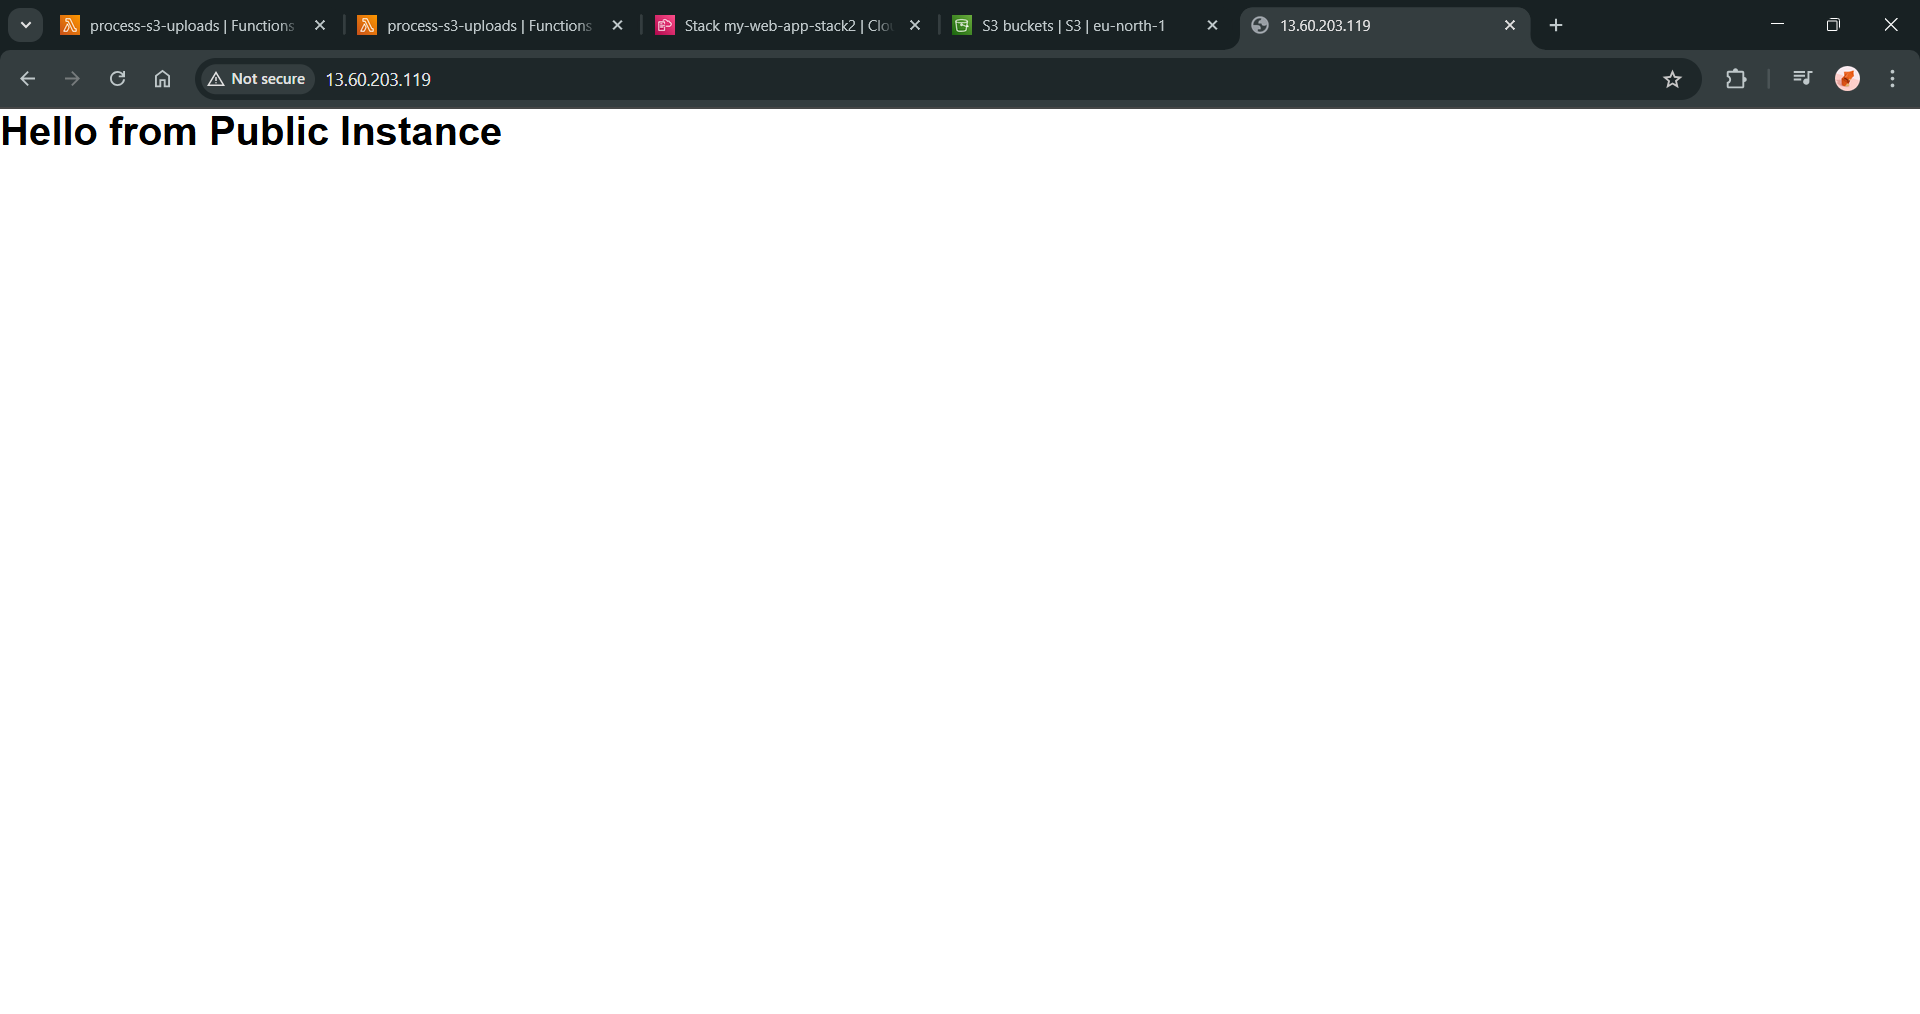 process-s3-uploads | Functions
process-s3-uploads | Functions
Stack my-web-app-stack2 | Clo
S3 buckets | S3 | eu-north-1
13.60.203.119
Not secure
13.60.203.119
Hello from Public Instance